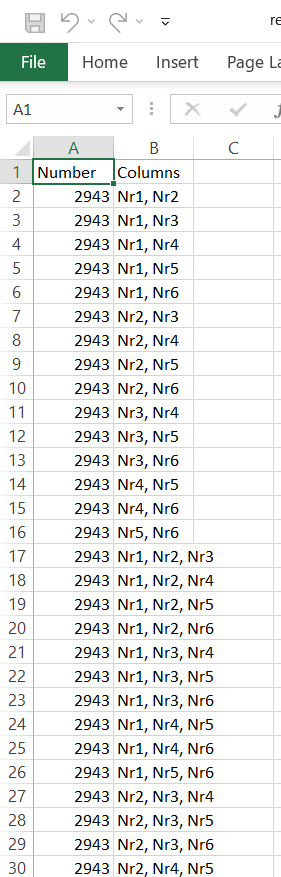 re
File Home Insert Page La
A1
A B C
1 Number Columns
2 2943 Nr1, Nr2
3 2943 Nr1, Nr3
4 2943 Nr1, Nr4
5 2943 Nr1, Nr5
6 2943 Nr1, Nr6
7 2943 Nr2, Nr3
8 2943 Nr2, Nr4
9 2943 Nr2, Nr5
10 2943 Nr2, Nr6
11 2943 Nr3, Nr4
12 2943 Nr3, Nr5
13 2943 Nr3, Nr6
14 2943 Nr4, Nr5
15 2943 Nr4, Nr6
16 2943 Nr5, Nr6
17 2943 Nr1, Nr2, Nr3
18 2943 Nr1, Nr2, Nr4
19 2943 Nr1, Nr2, Nr5
20 2943 Nr1, Nr2, Nr6
21 2943 Nr1, Nr3, Nr4
22 2943 Nr1, Nr3, Nr5
23 2943 Nr1, Nr3, Nr6
24 2943 Nr1, Nr4, Nr5
25 2943 Nr1, Nr4, Nr6
26 2943 Nr1, Nr5, Nr6
27 2943 Nr2, Nr3, Nr4
28 2943 Nr2, Nr3, Nr5
29 2943 Nr2, Nr3, Nr6
30 2943 Nr2, Nr4, Nr5